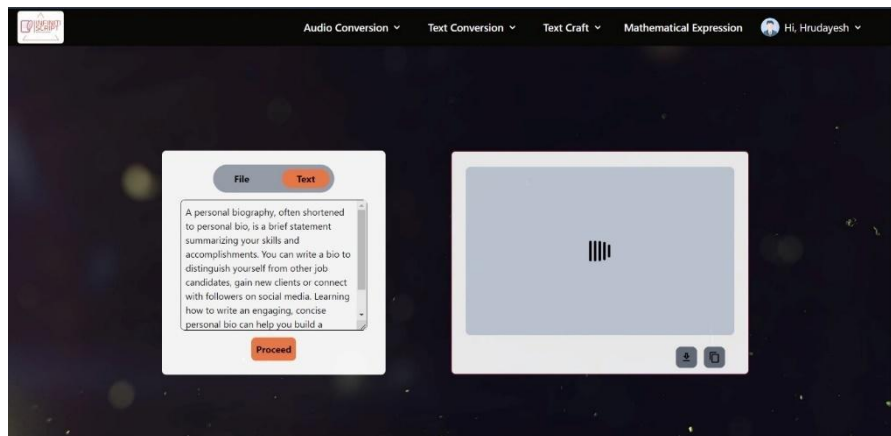 Audio Conversion
Text Conversion
Text Craft
Mathematical Expression
Hi, Hrudayesh
File
Text
A personal biography, often shortened
to personal bio, is a brief statement
summarizing your skills and
accomplishments. You can write a bio to
distinguish yourself from other job
candidates, gain new clients or connect
with followers on social media. Learning
how to write an engaging, concise
personal bio can help you build a
Proceed